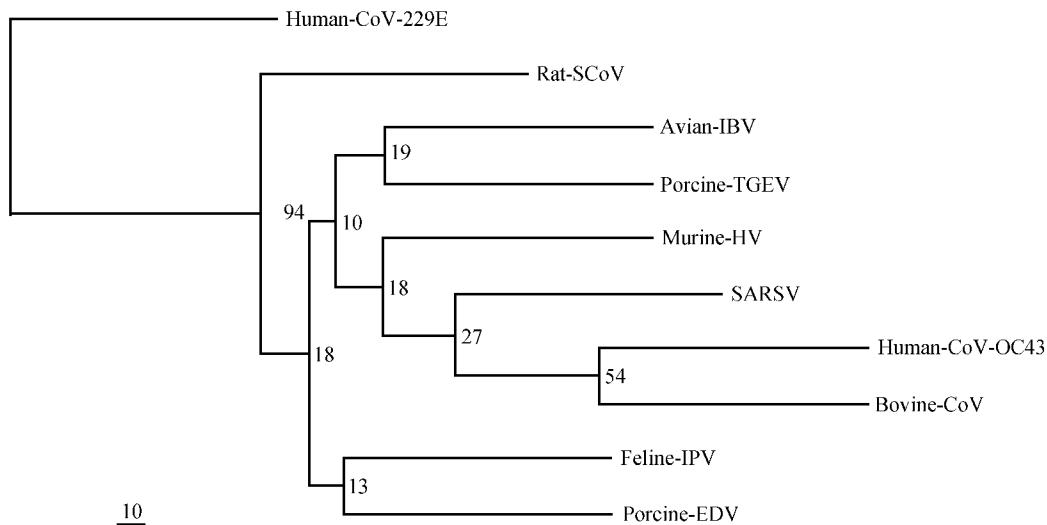 Human-CoV-229E
Rat-SCoV
Avian-IBV
19
Porcine-TGEV
94
10
Murine-HV
18
SARSV
27
Human-CoV-OC43
18
54
Bovine-CoV
Feline-IPV
13
Porcine-EDV
10